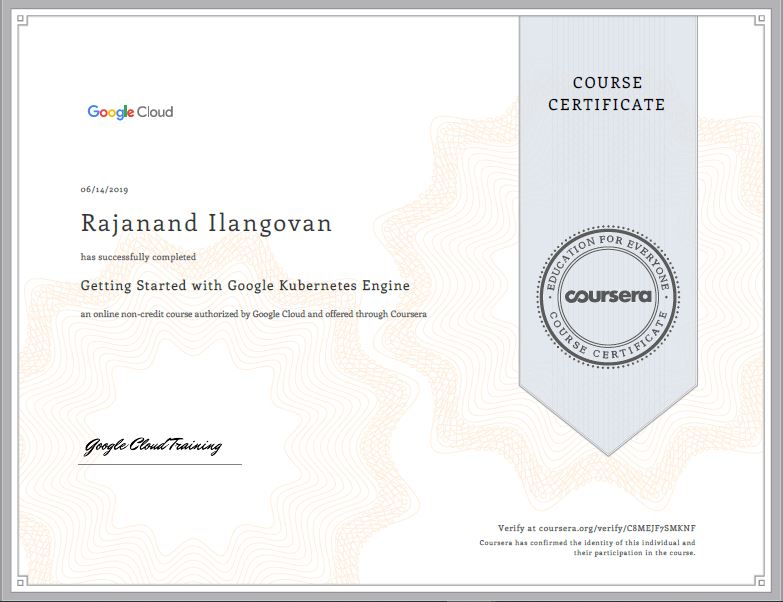 COURSE
CERTIFICATE
Google Cloud
06/14/2019
Rajanand Ilangovan
has successfully completed
Getting Started with Google Kubernetes Engine
an online non-credit course authorized by Google Cloud and offered through Coursera
EDUCATION FOR EVERYONE
coursera
COURSE CERTIFICATE
Google Cloud Training
Verify at coursera.org/verify/C8MEJF7SMKNF
Coursera has confirmed the identity of this individual and
their participation in the course.